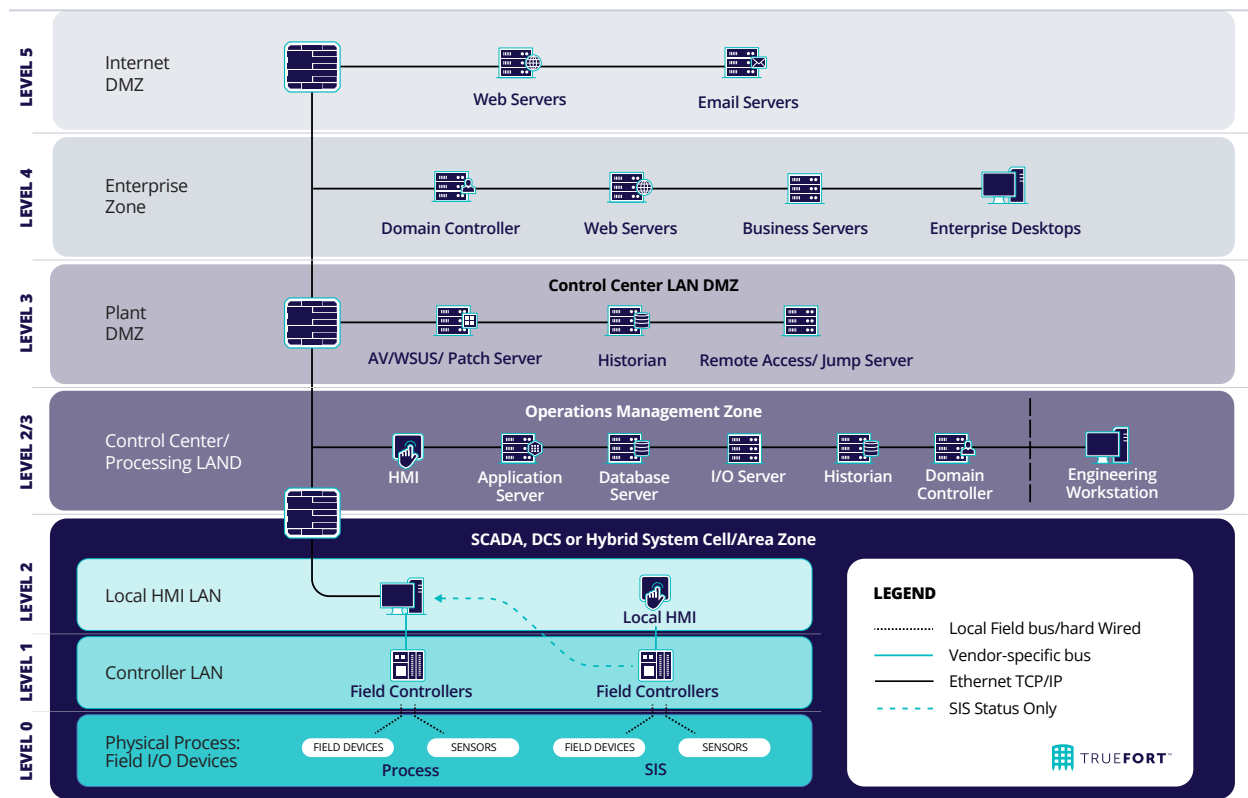 LEVEL 5
Internet
DMZ
Web Servers
Email Servers
LEVEL 4
Enterprise
Zone
Domain Controller
Web Servers
Business Servers
Enterprise Desktops
LEVEL 3
Plant
DMZ
Control Center LAN DMZ
AV/WSUS/ Patch Server
Historian
Remote Access/ Jump Server
LEVEL 2/3
Control Center/
Processing LAND
Operations Management Zone
HMI
Application
Server
Database
Server
I/O Server
Historian
Domain
Controller
Engineering
Workstation
SCADA, DCS or Hybrid System Cell/Area Zone
LEVEL 2
Local HMI LAN
Local HMI
LEVEL 1
Controller LAN
Field Controllers
Field Controllers
LEVEL 0
Physical Process:
Field I/O Devices
FIELD DEVICES
SENSORS
Process
FIELD DEVICES
SENSORS
SIS
LEGEND
Local Field bus/hard Wired
Vendor-specific bus
Ethernet TCP/IP
SIS Status Only
TRUEFORT™